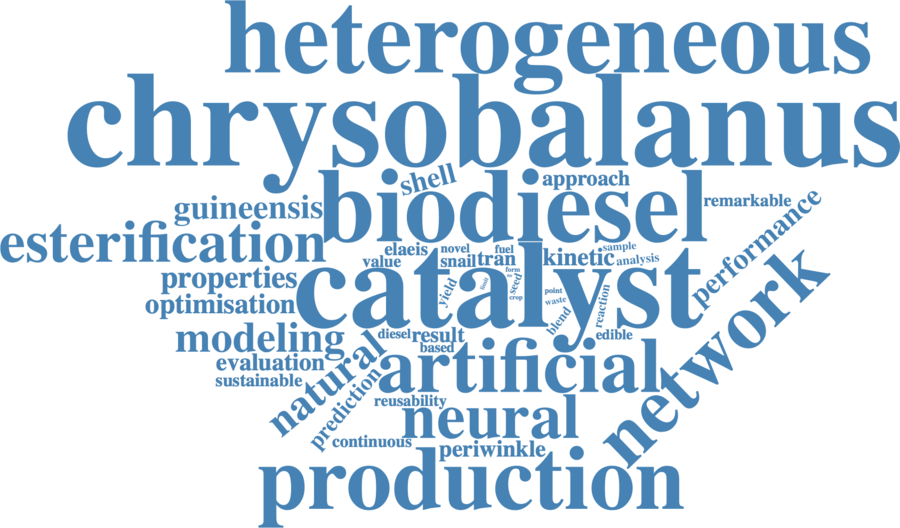 heterogeneous
chrysobalanus
shell
biodiesel
approach
remarkable
guineensis
esterification
elaeis
novel
fuel
sample
performance
value
snail
tran
kinetic
analysis
form
properties
catalyst
yield
seed
crop
point
waste
reaction
optimisation
blend
network
modeling
diesel
result
edible
based
natural
artificial
evaluation
sustainable
prediction
reusability
neural
continuous
periwinkle
production